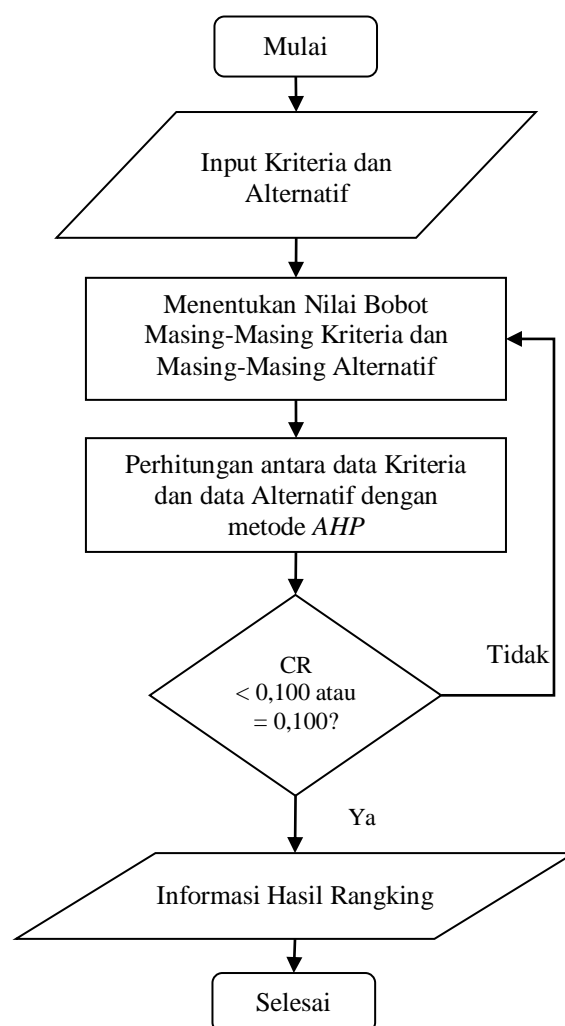 Mulai
Input Kriteria dan
Alternatif
Menentukan Nilai Bobot
Masing-Masing Kriteria dan
Masing-Masing Alternatif
Perhitungan antara data Kriteria
dan data Alternatif dengan
metode AHP
CR
< 0,100 atau
= 0,100?
Tidak
Ya
Informasi Hasil Rangking
Selesai